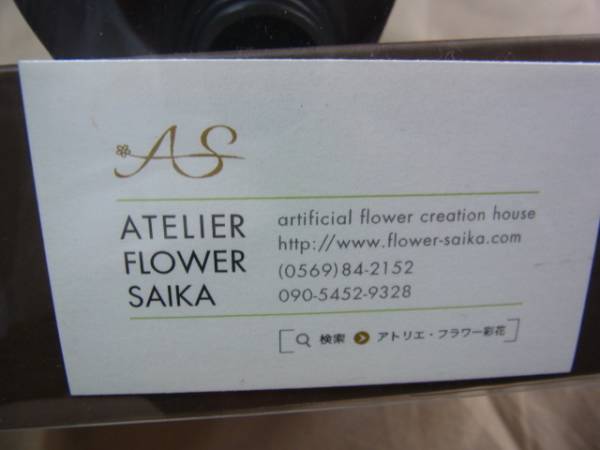 AS
ATELIER
FLOWER
SAIKA
artificial flower creation house
http://www.flower-saika.com
(0569)84-2152
090-5452-9328
検索 アトリエ・フラワー彩花